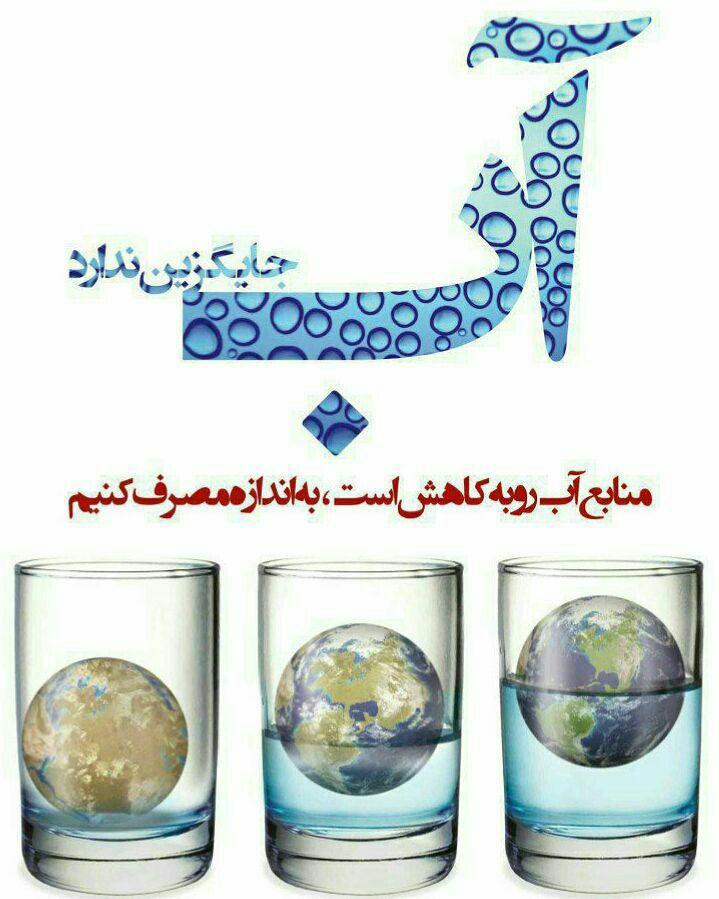 آب
جایگزین ندارد
منابع آب رو به کاهش است، به اندازه مصرف کنیم